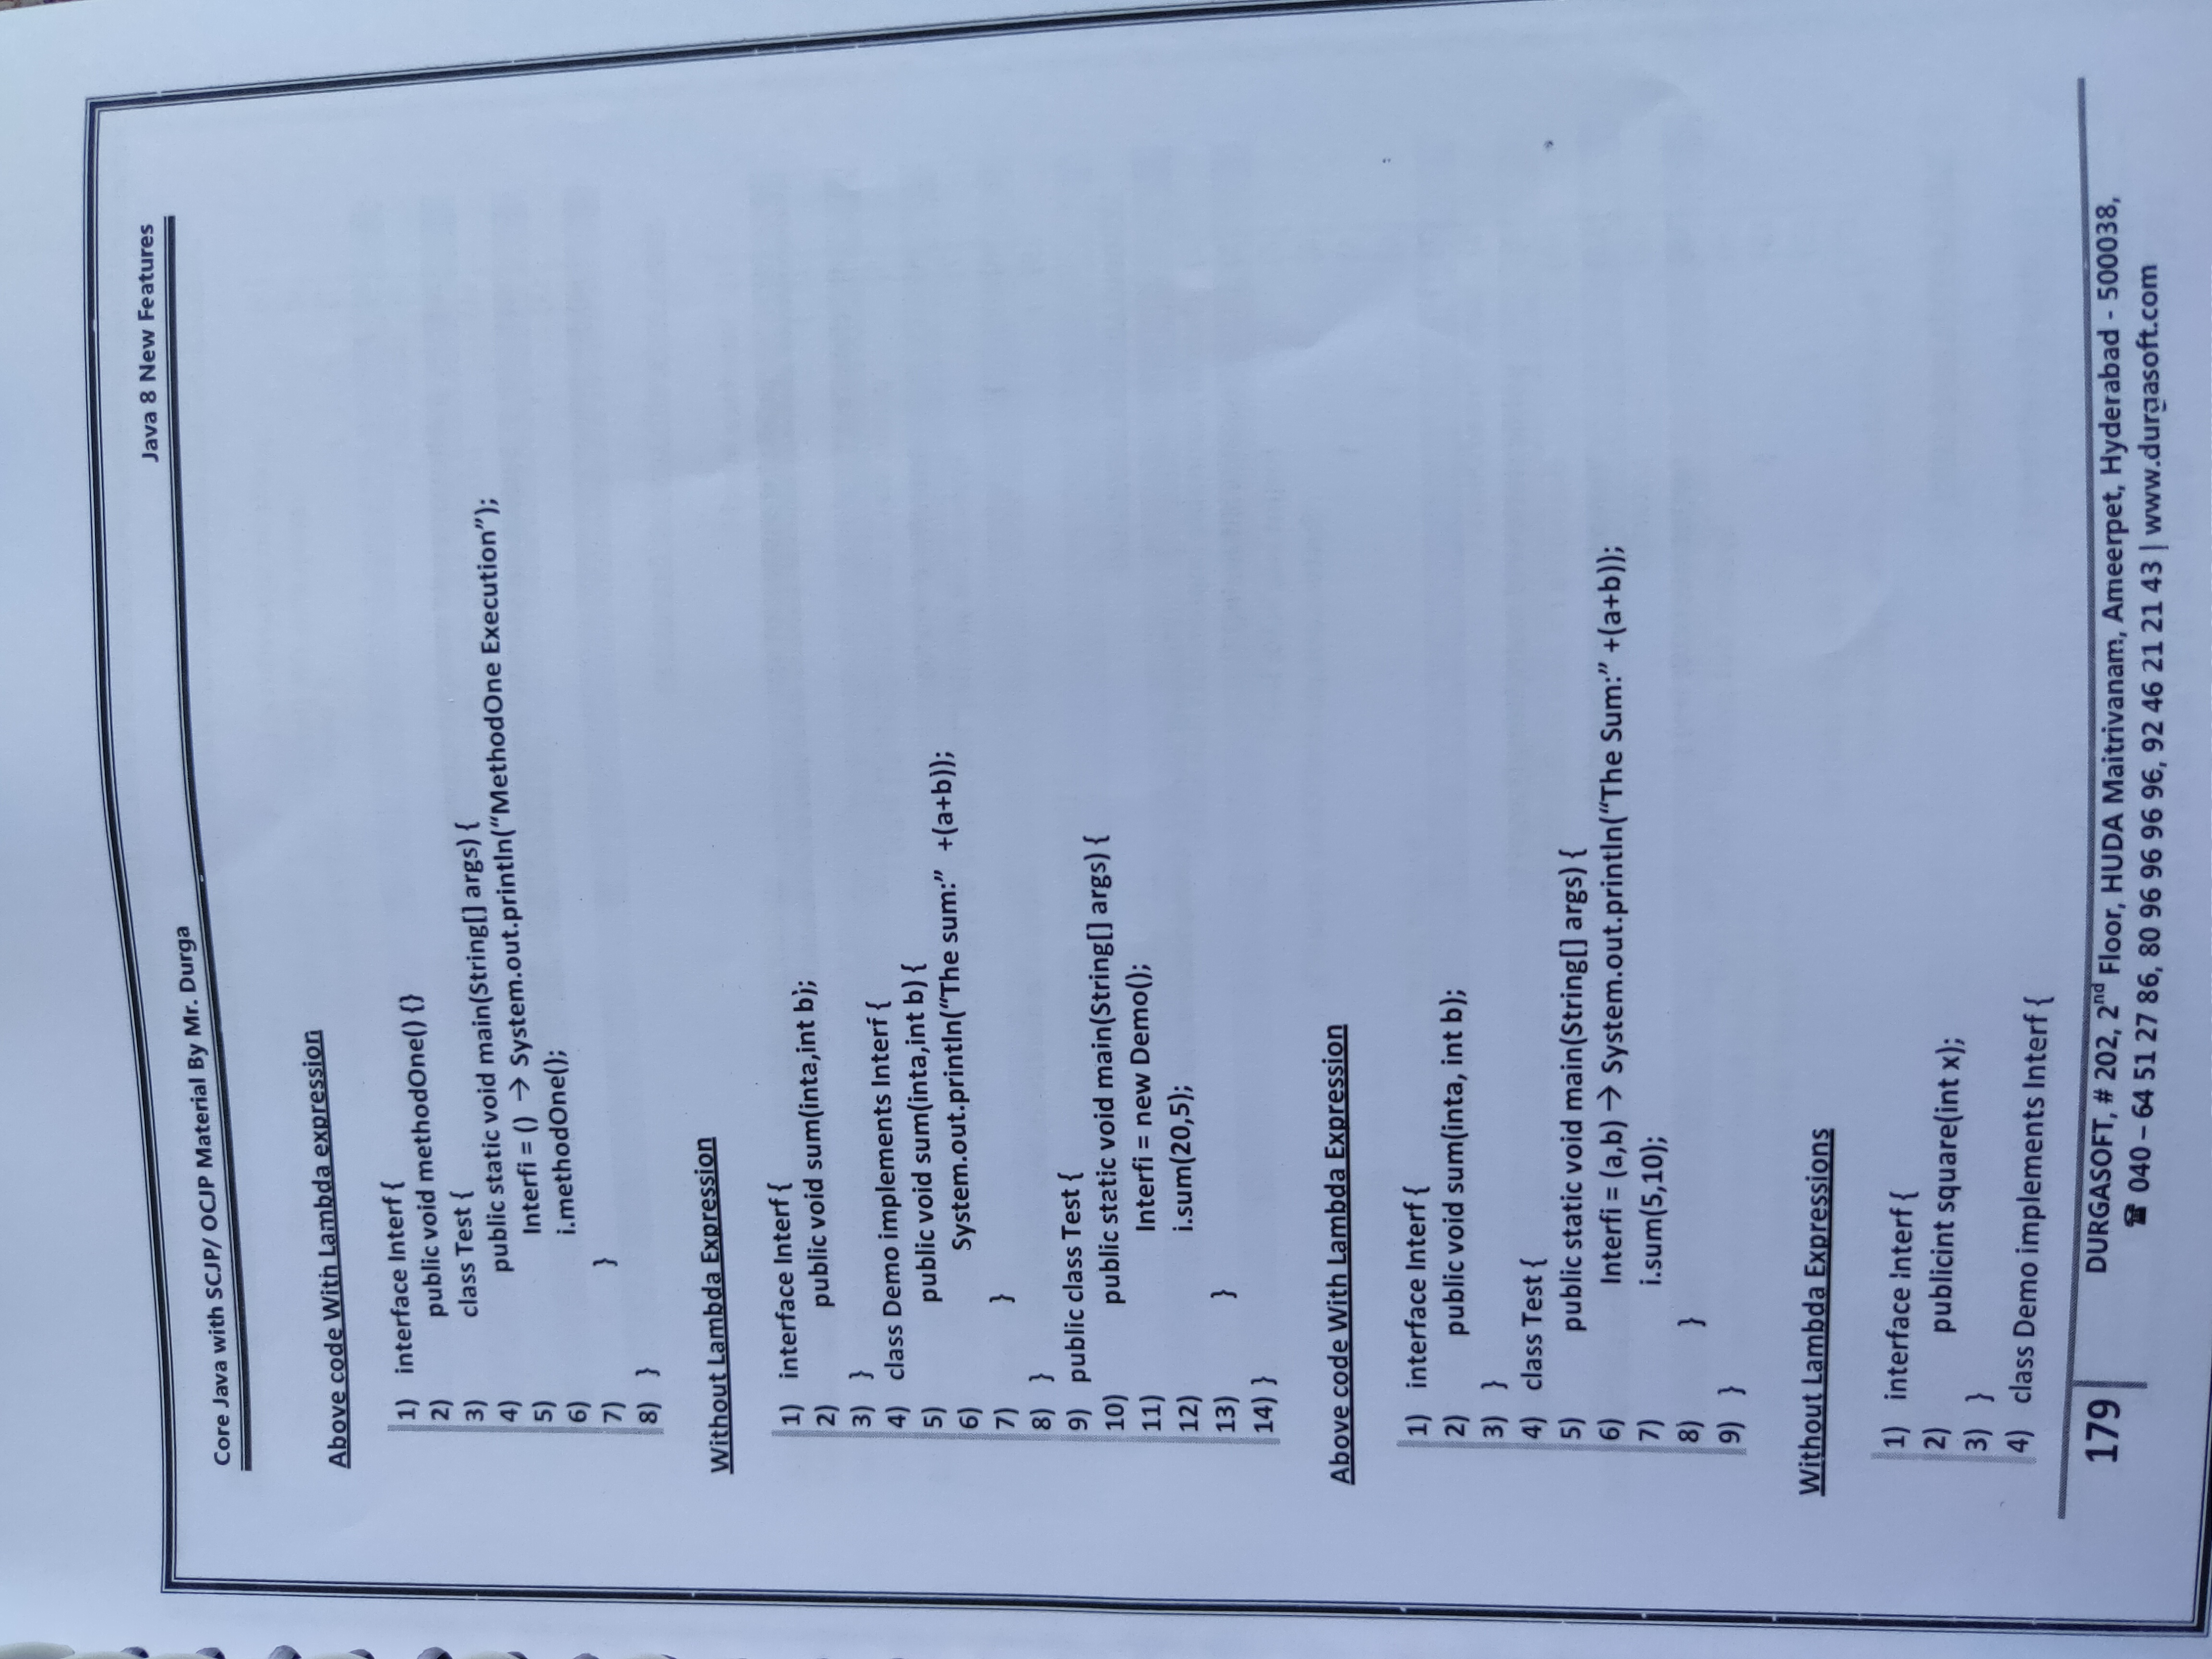 Core Java with SCJP/ OCJP Material By Mr. Durga
Java 8 New Features
Above code With Lambda expression
1) interface Interf {
2) public void methodOne() {}
3) class Test {
4) public static void main(String[] args) {
5) Interfi = () → System.out.println(“MethodOne Execution”);
6) i.methodOne();
7) }
8) }
Without Lambda Expression
1) interface Interf {
2) public void sum(inta,int b);
3) }
4) class Demo implements Interf {
5) public void sum(inta,int b) {
6) System.out.println(“The sum:” +(a+b));
7) }
8) }
9) public class Test {
10) public static void main(String[] args) {
11) Interfi = new Demo();
12) i.sum(20,5);
13) }
14) }
Above code With Lambda Expression
1) interface Interf {
2) public void sum(inta, int b);
3) }
4) class Test {
5) public static void main(String[] args) {
6) Interfi = (a,b) → System.out.println(“The Sum:” +(a+b));
7) i.sum(5,10);
8) }
9) }
Without Lambda Expressions
1) interface Interf {
2) publicint square(int x);
3) }
4) class Demo implements Interf {
179
DURGASOFT, # 202, 2nd Floor, HUDA Maitrivanam, Ameerpet, Hyderabad - 500038,
☎ 040 – 64 51 27 86, 80 96 96 96 96, 92 46 21 21 43 | www.durgasoft.com